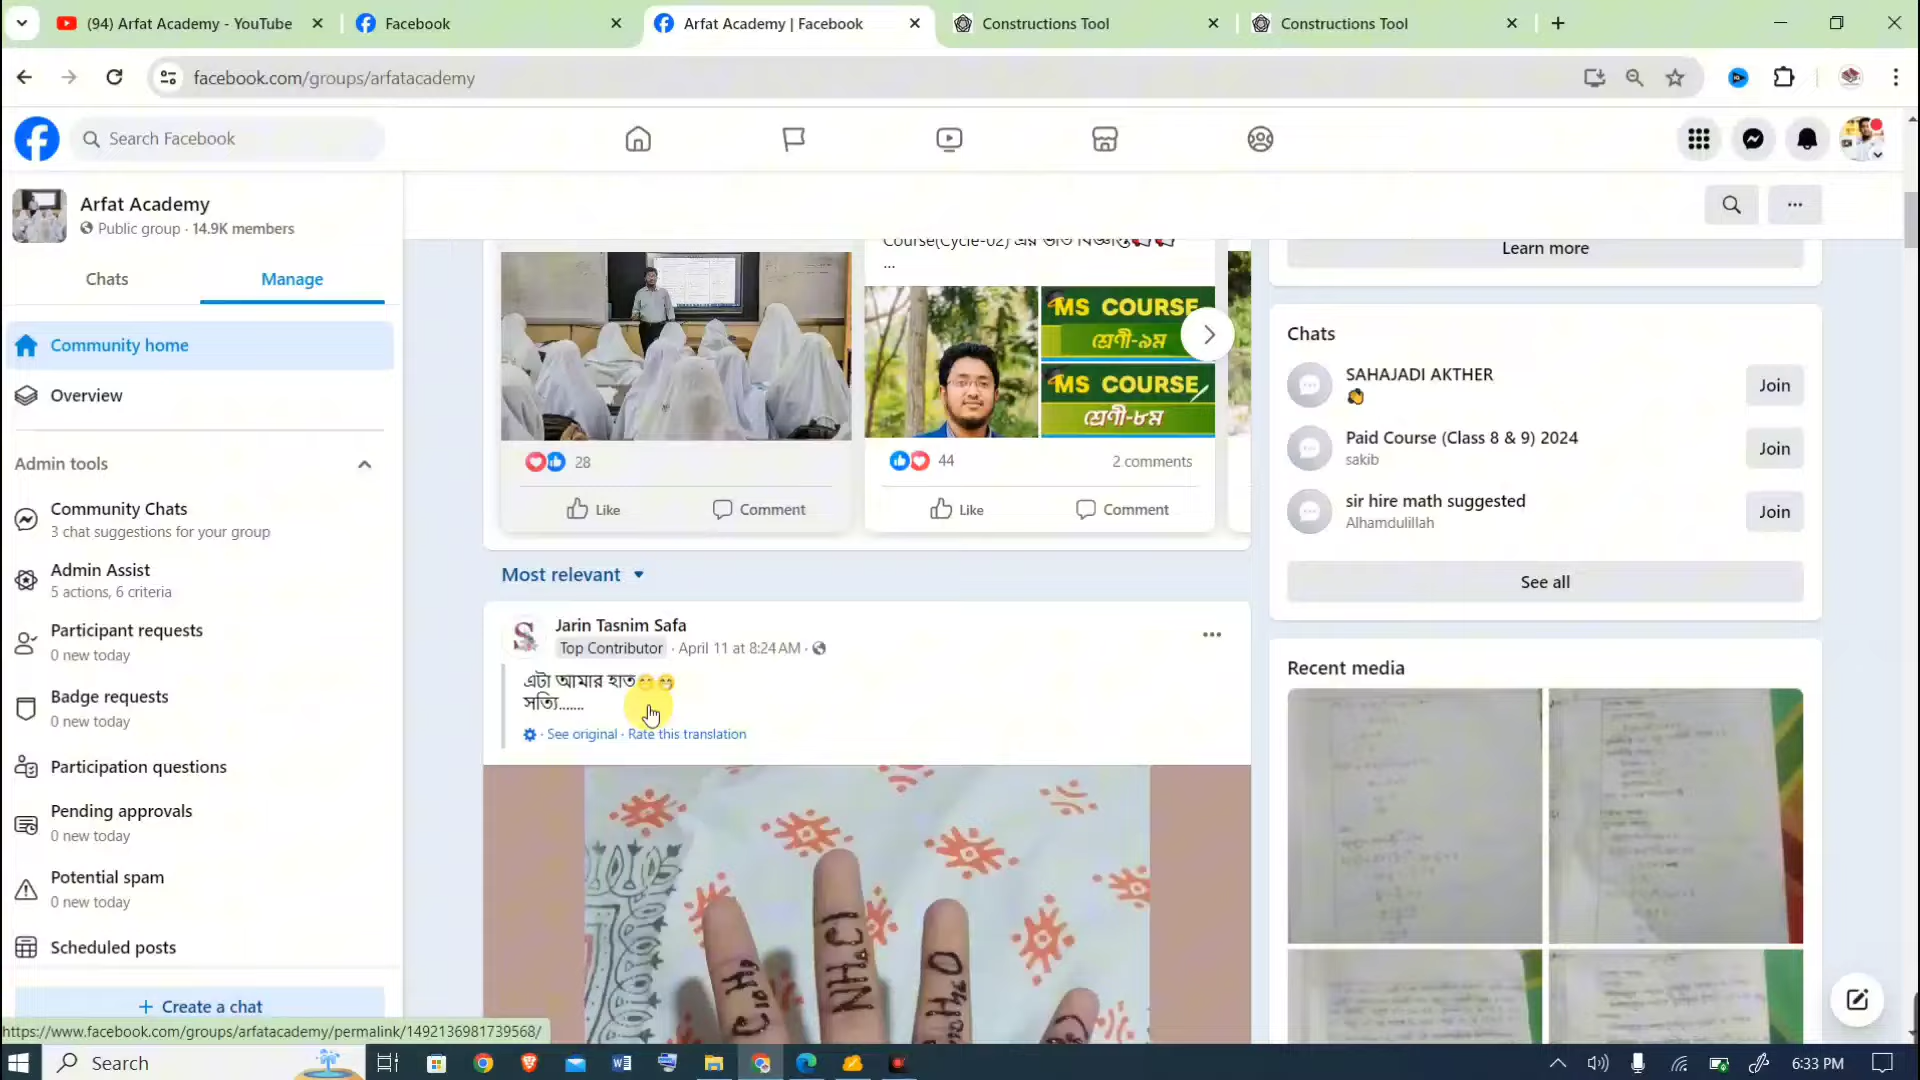 (94) Arfat Academy - YouTube
Facebook
Arfat Academy | Facebook
Constructions Tool
Constructions Tool
facebook.com/groups/arfatacademy
Search Facebook
Arfat Academy
Public group · 14.9K members
Chats
Manage
Community home
Overview
Admin tools
Community Chats
3 chat suggestions for your group
Admin Assist
5 actions, 6 criteria
Participant requests
0 new today
Badge requests
0 new today
Participation questions
Pending approvals
0 new today
Potential spam
0 new today
Scheduled posts
+ Create a chat
https://www.facebook.com/groups/arfatacademy/permalink/1492136981739568/
Course(Cycle-02) এর ভর্তি বিজ্ঞপ্তি
...
MS COURSE
শ্রেণী-৯ম
MS COURSE
শ্রেণী-৮ম
28
44
2 comments
Like
Comment
Like
Comment
Most relevant
Jarin Tasnim Safa
Top Contributor · April 11 at 8:24 AM ·
এটা আমার হাত😁😁
সত্যি.......
· See original · Rate this translation
NH₄Cl
Learn more
Chats
SAHAJADI AKTHER
Join
Paid Course (Class 8 & 9) 2024
sakib
Join
sir hire math suggested
Alhamdulillah
Join
See all
Recent media
Search
6:33 PM